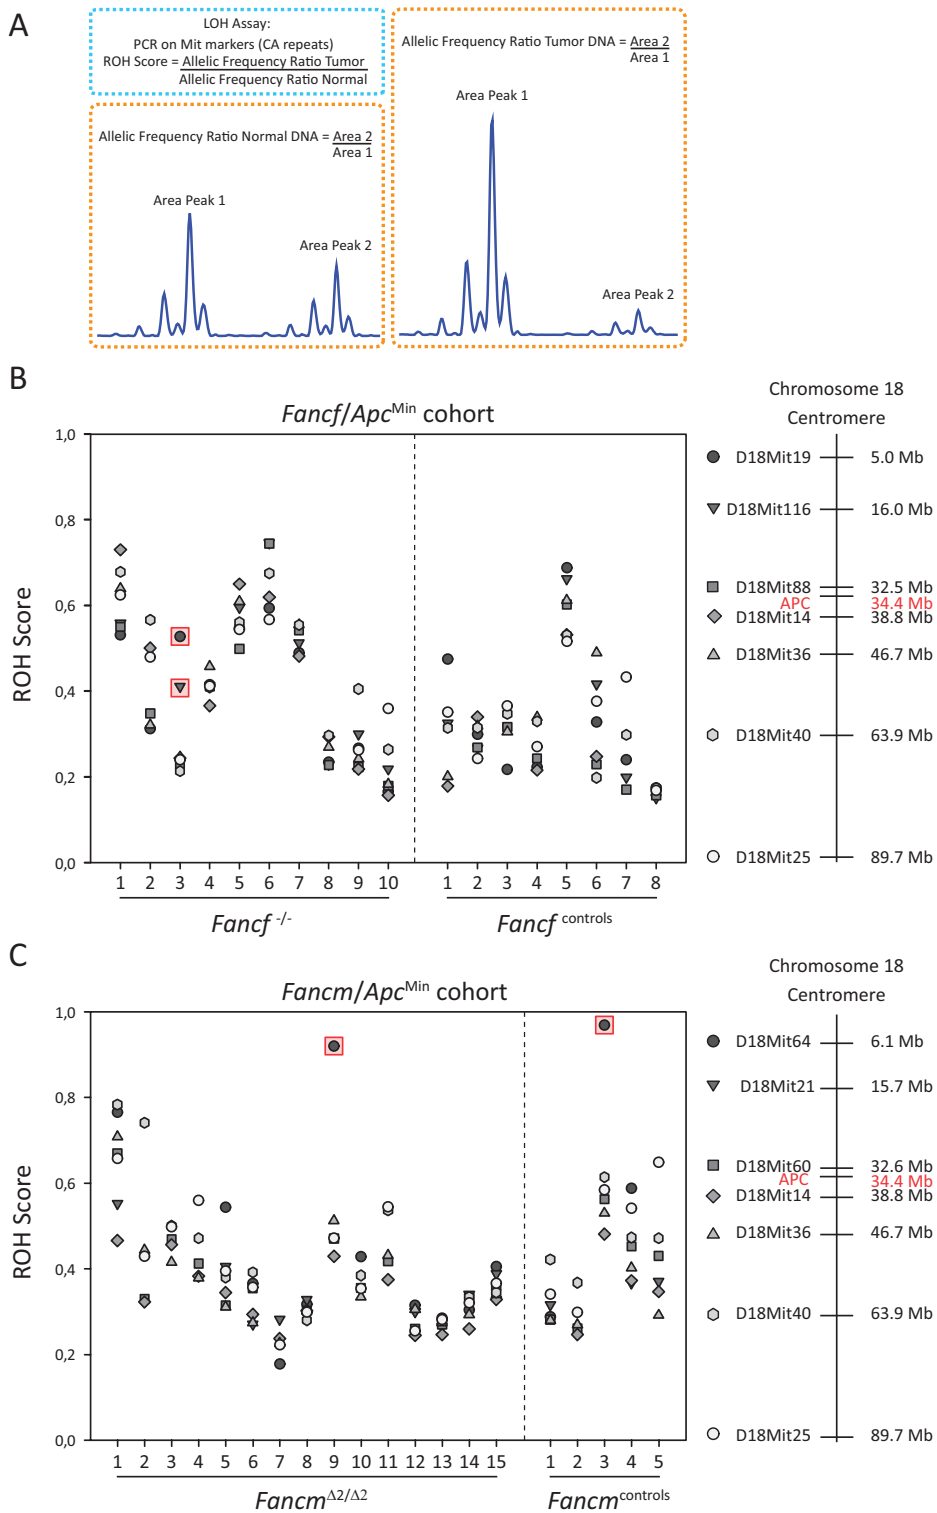 A
LOH Assay:
PCR on Mit markers (CA repeats)
ROH Score = Allelic Frequency Ratio Tumor
Allelic Frequency Ratio Normal
Allelic Frequency Ratio Normal DNA = Area 2
Area 1
Area Peak 1
Area Peak 2
Allelic Frequency Ratio Tumor DNA = Area 2
Area 1
Area Peak 1
Area Peak 2
B
Fancf/Apc^Min cohort
ROH Score
1,0
0,8
0,6
0,4
0,2
0,0
1 2 3 4 5 6 7 8 9 10
1 2 3 4 5 6 7 8
Fancf -/-
Fancf controls
Chromosome 18
Centromere
D18Mit19 5.0 Mb
D18Mit116 16.0 Mb
D18Mit88 32.5 Mb
APC 34.4 Mb
D18Mit14 38.8 Mb
D18Mit36 46.7 Mb
D18Mit40 63.9 Mb
D18Mit25 89.7 Mb
C
Fancm/Apc^Min cohort
ROH Score
1,0
0,8
0,6
0,4
0,2
0,0
1 2 3 4 5 6 7 8 9 10 11 12 13 14 15
1 2 3 4 5
Fancm Δ2/Δ2
Fancm controls
Chromosome 18
Centromere
D18Mit64 6.1 Mb
D18Mit21 15.7 Mb
D18Mit60 32.6 Mb
APC 34.4 Mb
D18Mit14 38.8 Mb
D18Mit36 46.7 Mb
D18Mit40 63.9 Mb
D18Mit25 89.7 Mb